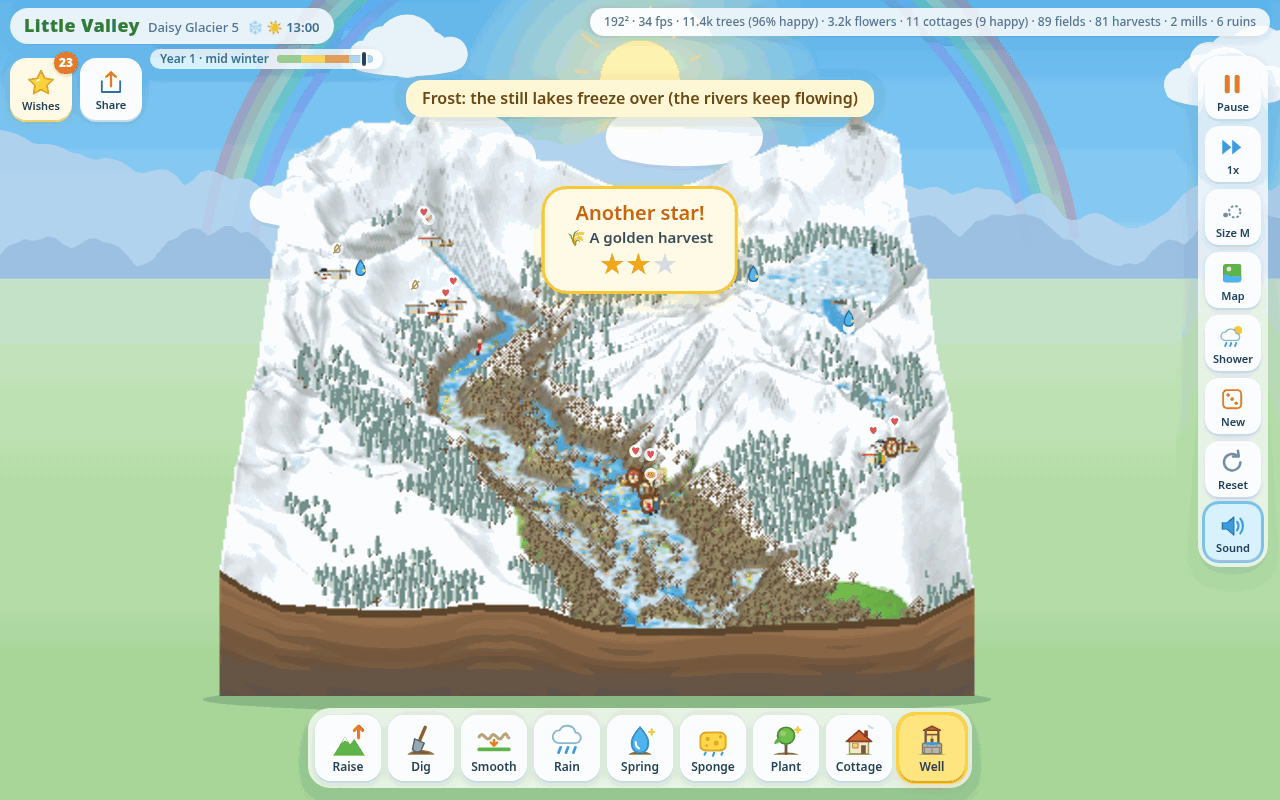 Little Valley Daisy Glacier 5 13:00
192² · 34 fps · 11.4k trees (96% happy) · 3.2k flowers · 11 cottages (9 happy) · 89 fields · 81 harvests · 2 mills · 6 ruins
Year 1 · mid winter
23
Wishes
Share
Frost: the still lakes freeze over (the rivers keep flowing)
Another star!
A golden harvest
Pause
1x
Size M
Map
Shower
New
Reset
Sound
Raise
Dig
Smooth
Rain
Spring
Sponge
Plant
Cottage
Well